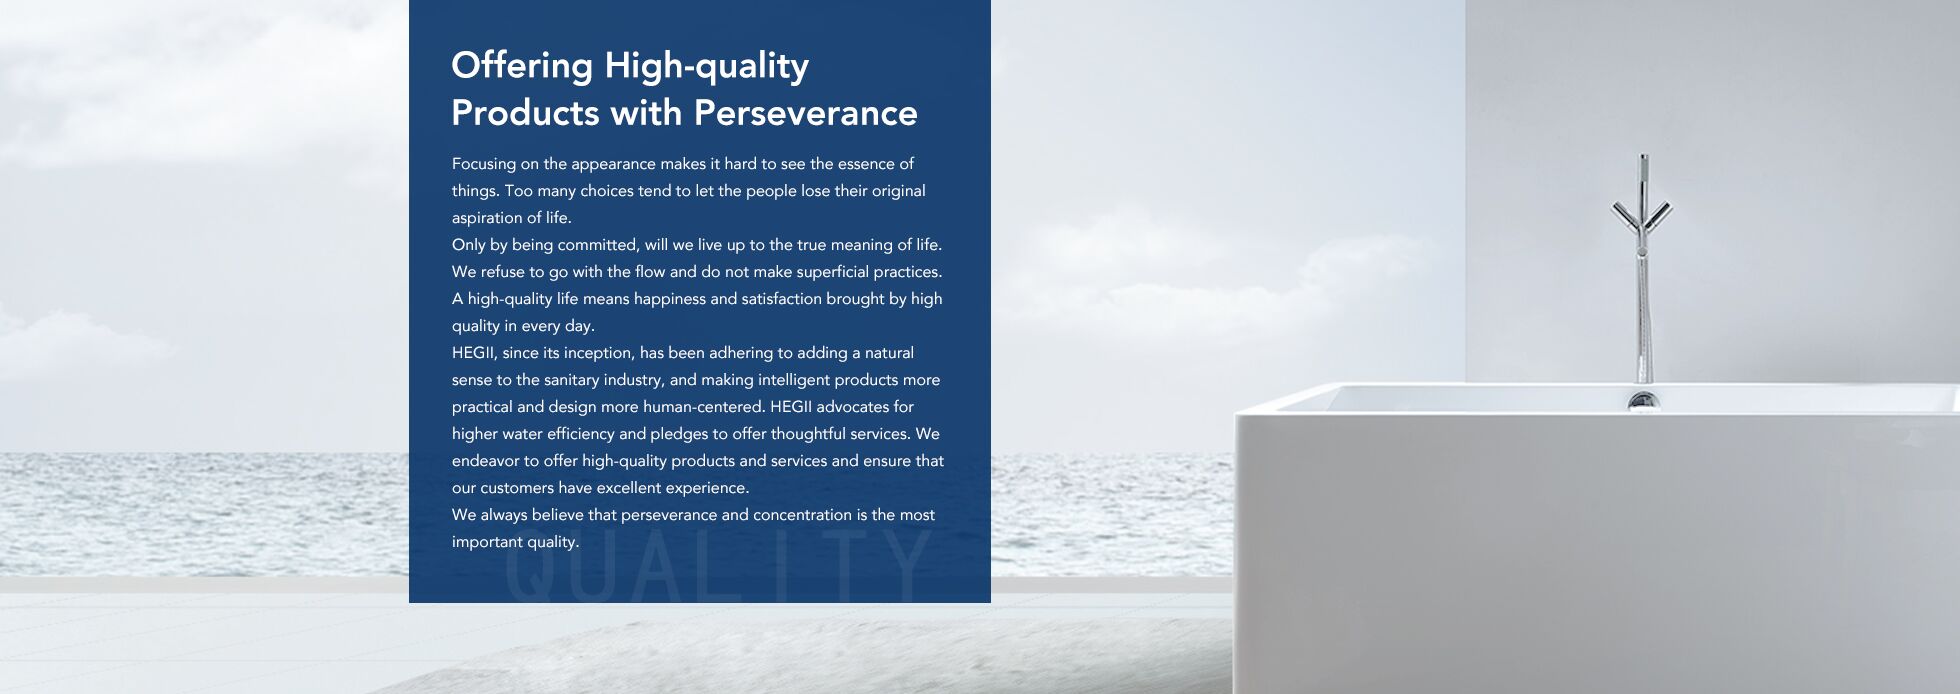 Offering High-quality
Products with Perseverance
Focusing on the appearance makes it hard to see the essence of
things. Too many choices tend to let the people lose their original
aspiration of life.
Only by being committed, will we live up to the true meaning of life.
We refuse to go with the flow and do not make superficial practices.
A high-quality life means happiness and satisfaction brought by high
quality in every day.
HEGII, since its inception, has been adhering to adding a natural
sense to the sanitary industry, and making intelligent products more
practical and design more human-centered. HEGII advocates for
higher water efficiency and pledges to offer thoughtful services. We
endeavor to offer high-quality products and services and ensure that
our customers have excellent experience.
We always believe that perseverance and concentration is the most
important quality.
QUALITY